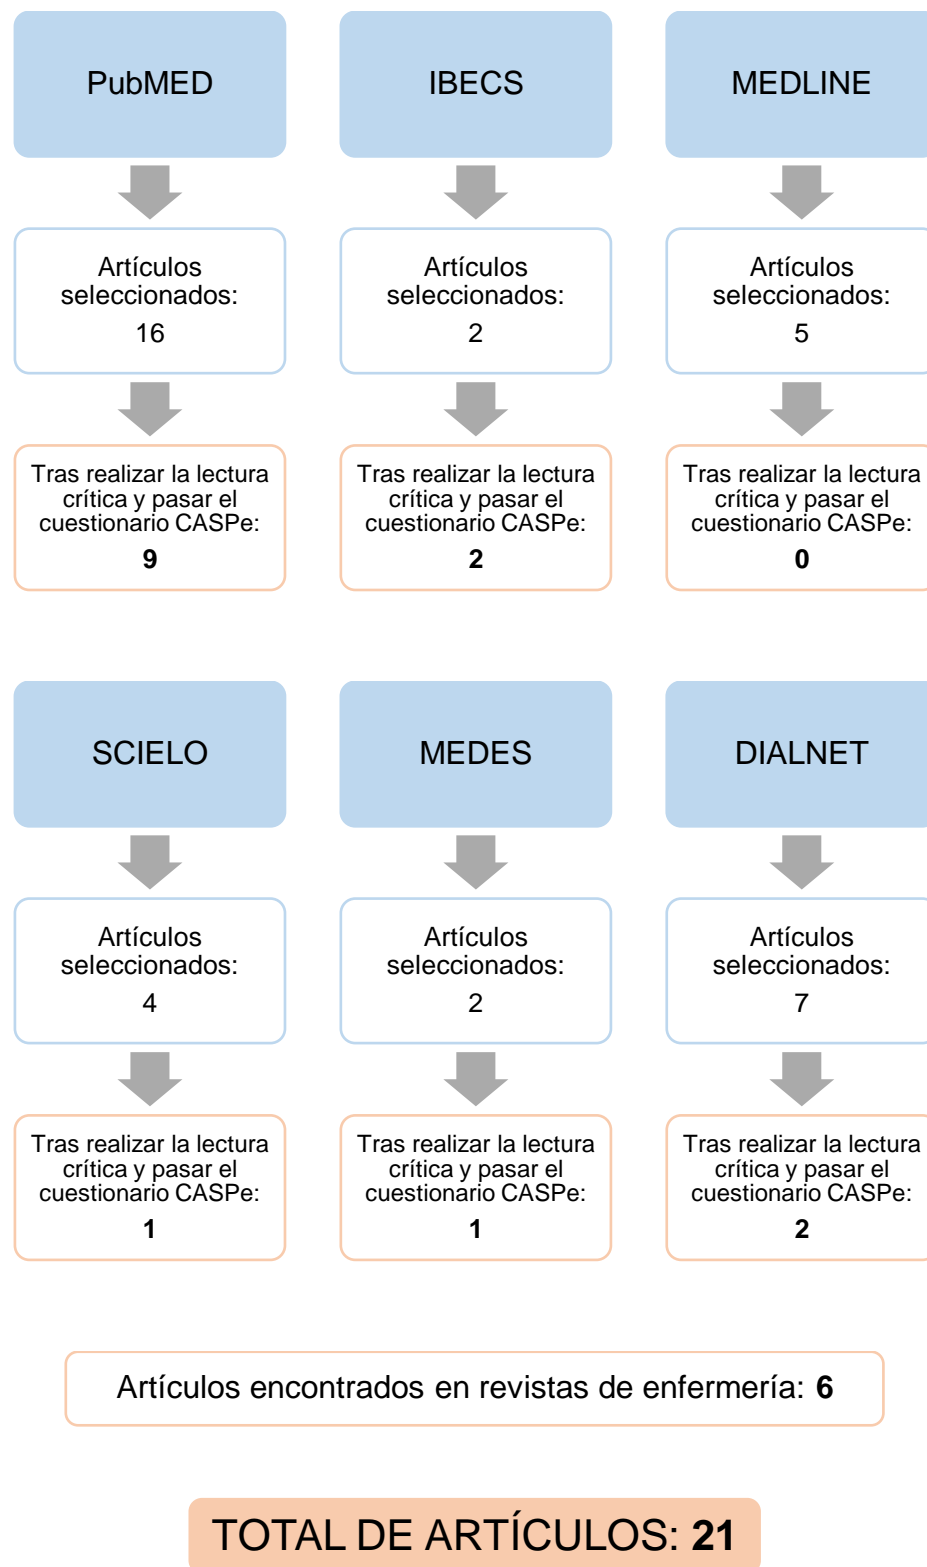 PubMED
IBECS
MEDLINE
Artículos
seleccionados:
16
Artículos
seleccionados:
2
Artículos
seleccionados:
5
Tras realizar la lectura
crítica y pasar el
cuestionario CASPe:
9
Tras realizar la lectura
crítica y pasar el
cuestionario CASPe:
2
Tras realizar la lectura
crítica y pasar el
cuestionario CASPe:
0
SCIELO
MEDES
DIALNET
Artículos
seleccionados:
4
Artículos
seleccionados:
2
Artículos
seleccionados:
7
Tras realizar la lectura
crítica y pasar el
cuestionario CASPe:
1
Tras realizar la lectura
crítica y pasar el
cuestionario CASPe:
1
Tras realizar la lectura
crítica y pasar el
cuestionario CASPe:
2
Artículos encontrados en revistas de enfermería: 6
TOTAL DE ARTÍCULOS: 21